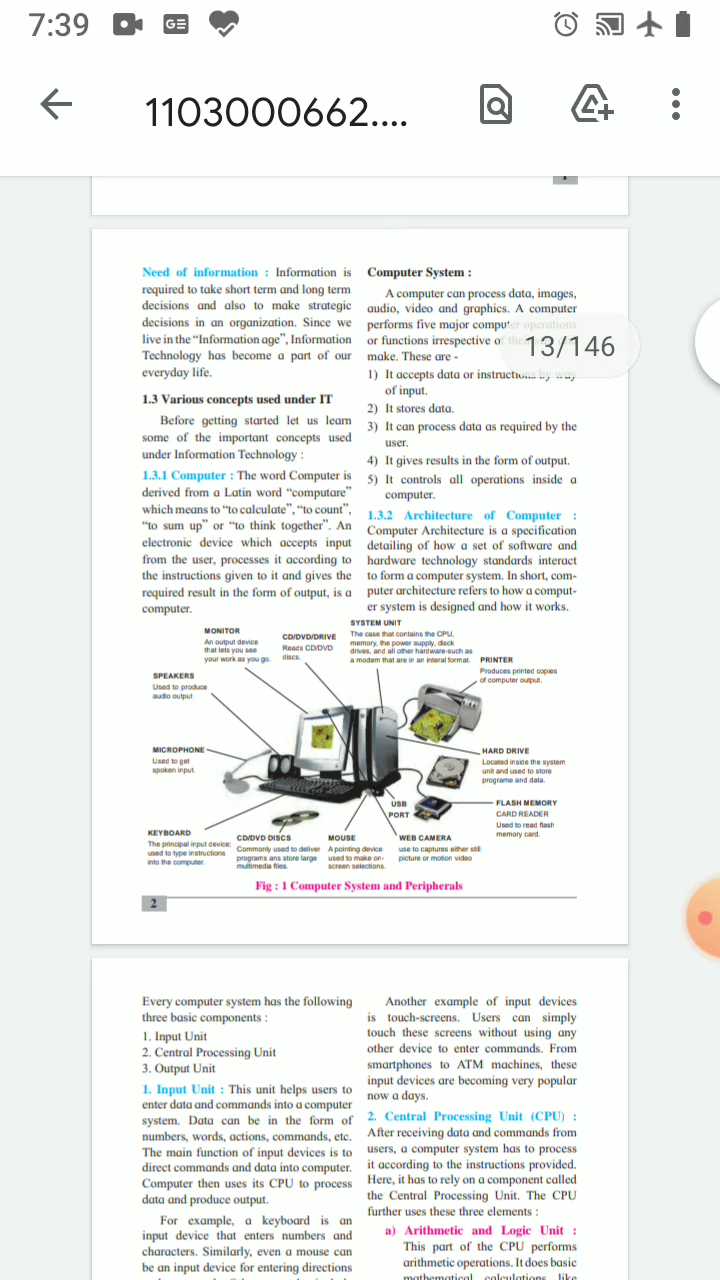 7:39
GE
1103000662....
1
Need of information : Information is
required to take short term and long term
decisions and also to make strategic
decisions in an organization. Since we
live in the "Information age", Information
Technology has become a part of our
everyday life.
1.3 Various concepts used under IT
Before getting started let us learn
some of the important concepts used
under Information Technology :
1.3.1 Computer : The word Computer is
derived from a Latin word "computare"
which means to "to calculate", "to count",
"to sum up" or "to think together". An
electronic device which accepts input
from the user, processes it according to
the instructions given to it and gives the
required result in the form of output, is a
computer.
Computer System :
A computer can process data, images,
audio, video and graphics. A computer
performs five major computer operations
or functions irrespective of
make. These are -
13/146
1) It accepts data or instructions by way
of input.
2) It stores data.
3) It can process data as required by the
user.
4) It gives results in the form of output.
5) It controls all operations inside a
computer.
1.3.2 Architecture of Computer :
Computer Architecture is a specification
detailing of how a set of software and
hardware technology standards interact
to form a computer system. In short, com-
puter architecture refers to how a comput-
er system is designed and how it works.
MONITOR
An output device
that lets you see
your work as you go.
CD/DVD/DRIVE
Reads CD/DVD
discs.
SYSTEM UNIT
The case that contains the CPU,
memory, the power supply, disck
drives, and all other hardware-such as
a modem that are in an interal format.
PRINTER
Produces printed copies
of computer output.
SPEAKERS
Used to produce
audio output
MICROPHONE
Used to get
spoken input.
HARD DRIVE
Located inside the system
unit and used to store
programe and data.
USB
PORT
FLASH MEMORY
CARD READER
Used to read flash
memory card.
KEYBOARD
The principal input device;
used to type instructions
into the computer.
CD/DVD DISCS
Commonly used to deliver
programs ans store large
multimedia files.
MOUSE
A pointing device
used to make on-
screen selections.
WEB CAMERA
use to captures either still
picture or motion video
Fig : 1 Computer System and Peripherals
2
Every computer system has the following
three basic components :
1. Input Unit
2. Central Processing Unit
3. Output Unit
1. Input Unit : This unit helps users to
enter data and commands into a computer
system. Data can be in the form of
numbers, words, actions, commands, etc.
The main function of input devices is to
direct commands and data into computer.
Computer then uses its CPU to process
data and produce output.
For example, a keyboard is an
input device that enters numbers and
characters. Similarly, even a mouse can
be an input device for entering directions
Another example of input devices
is touch-screens. Users can simply
touch these screens without using any
other device to enter commands. From
smartphones to ATM machines, these
input devices are becoming very popular
now a days.
2. Central Processing Unit (CPU) :
After receiving data and commands from
users, a computer system has to process
it according to the instructions provided.
Here, it has to rely on a component called
the Central Processing Unit. The CPU
further uses these three elements :
a) Arithmetic and Logic Unit :
This part of the CPU performs
arithmetic operations. It does basic
mathematical calculations like